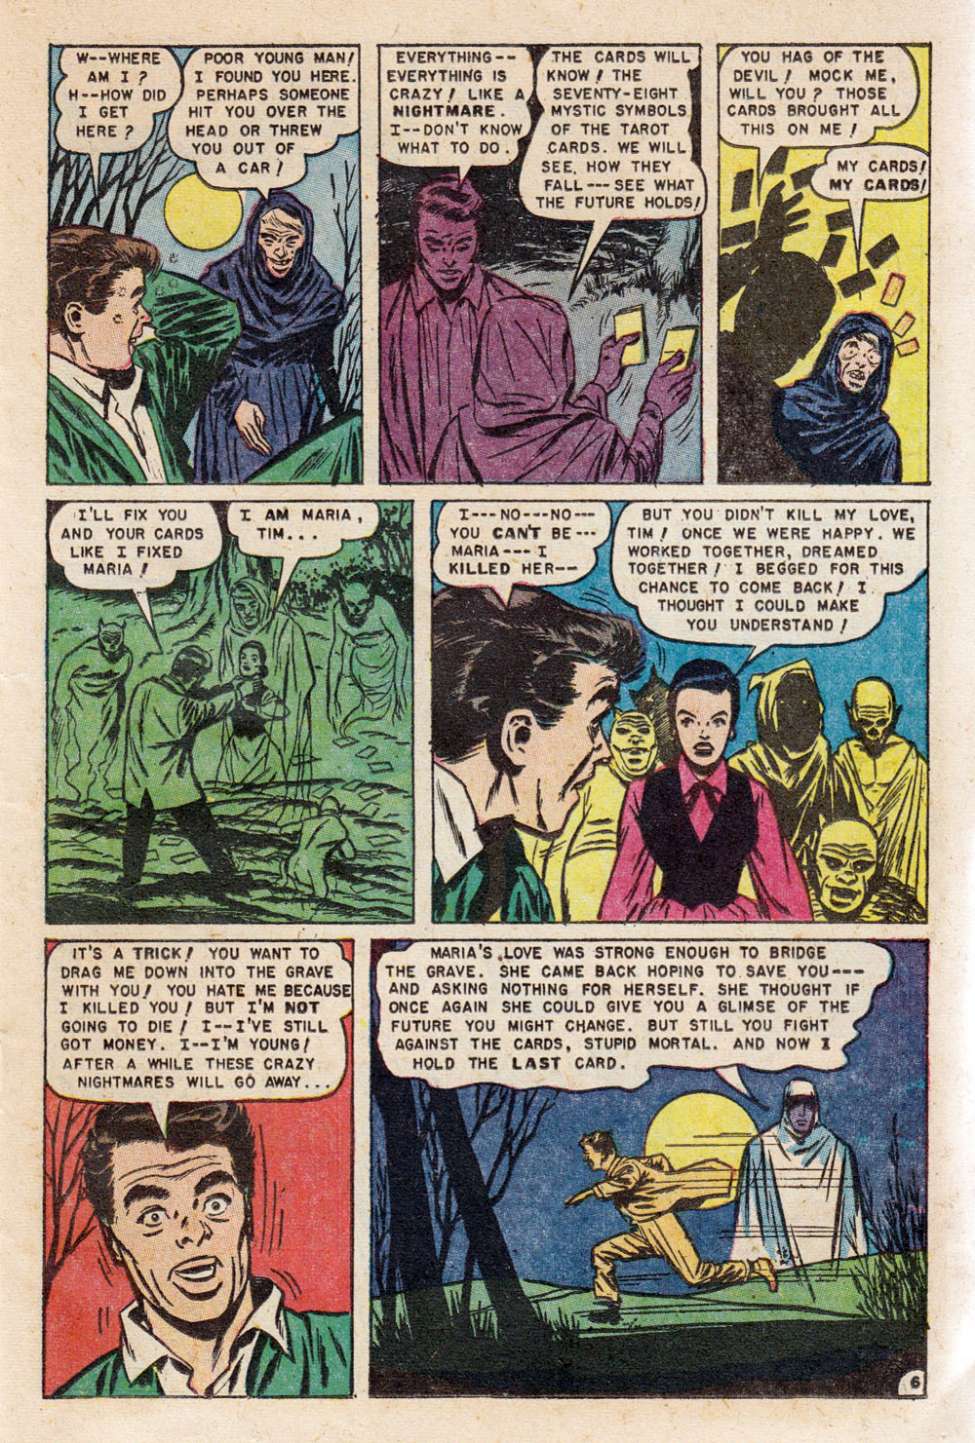 W--WHERE
AM I?
H--HOW DID
I GET
HERE?
POOR YOUNG MAN!
I FOUND YOU HERE.
PERHAPS SOMEONE
HIT YOU OVER THE
HEAD OR THREW
YOU OUT OF
A CAR!
EVERYTHING--
EVERYTHING IS
CRAZY! LIKE A
NIGHTMARE.
I--DON'T KNOW
WHAT TO DO.
THE CARDS WILL
KNOW! THE
SEVENTY-EIGHT
MYSTIC SYMBOLS
OF THE TAROT
CARDS. WE WILL
SEE, HOW THEY
FALL---SEE WHAT
THE FUTURE HOLDS!
YOU HAG OF THE
DEVIL! MOCK ME,
WILL YOU? THOSE
CARDS BROUGHT ALL
THIS ON ME!
MY CARDS!
MY CARDS!
I'LL FIX YOU
AND YOUR CARDS
LIKE I FIXED
MARIA!
I AM MARIA,
TIM...
I---NO---NO---
YOU CAN'T BE---
MARIA---I
KILLED HER--
BUT YOU DIDN'T KILL MY LOVE,
TIM! ONCE WE WERE HAPPY. WE
WORKED TOGETHER, DREAMED
TOGETHER! I BEGGED FOR THIS
CHANCE TO COME BACK! I
THOUGHT I COULD MAKE
YOU UNDERSTAND!
IT'S A TRICK! YOU WANT TO
DRAG ME DOWN INTO THE GRAVE
WITH YOU! YOU HATE ME BECAUSE
I KILLED YOU! BUT I'M NOT
GOING TO DIE! I--I'VE STILL
GOT MONEY. I--I'M YOUNG!
AFTER A WHILE THESE CRAZY
NIGHTMARES WILL GO AWAY...
MARIA'S LOVE WAS STRONG ENOUGH TO BRIDGE
THE GRAVE. SHE CAME BACK HOPING TO SAVE YOU---
AND ASKING NOTHING FOR HERSELF. SHE THOUGHT IF
ONCE AGAIN SHE COULD GIVE YOU A GLIMPSE OF THE
FUTURE YOU MIGHT CHANGE. BUT STILL YOU FIGHT
AGAINST THE CARDS, STUPID MORTAL. AND NOW I
HOLD THE LAST CARD.
6